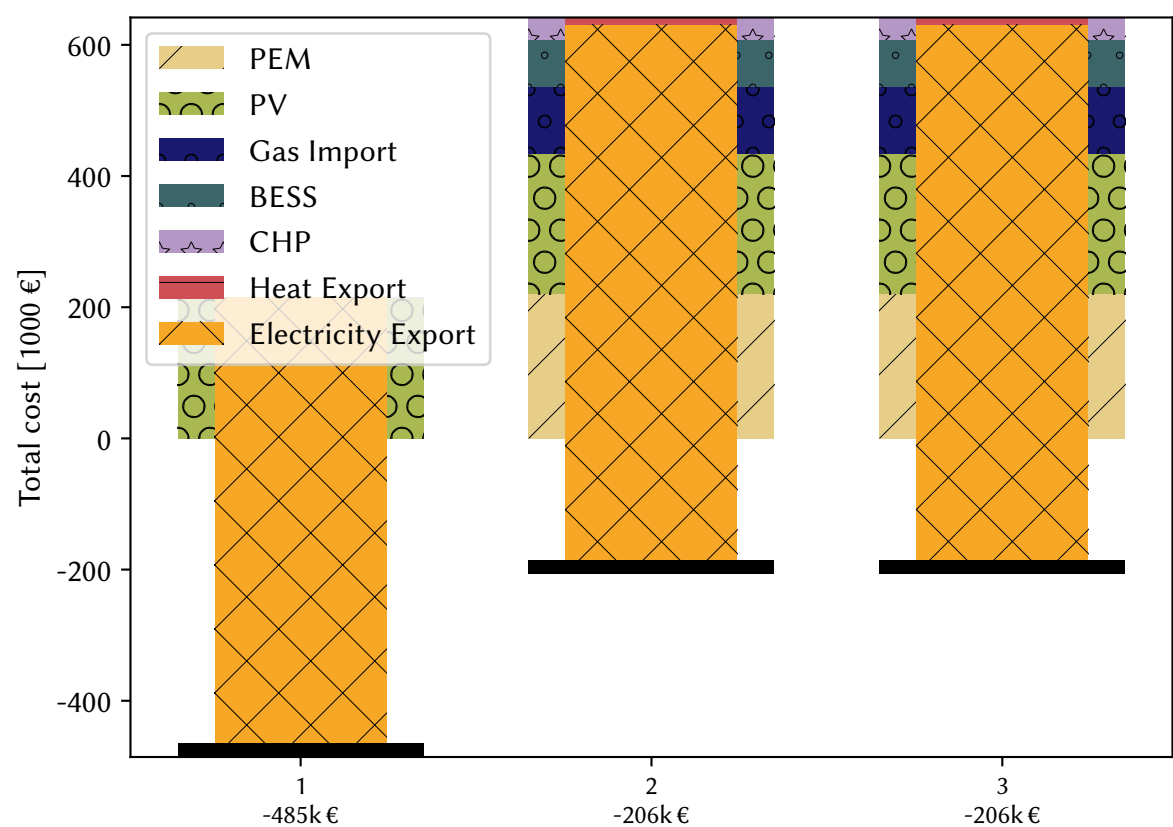 Total cost [1000 €]
600
400
200
0
-200
-400
PEM
PV
Gas Import
BESS
CHP
Heat Export
Electricity Export
1
-485k €
2
-206k €
3
-206k €